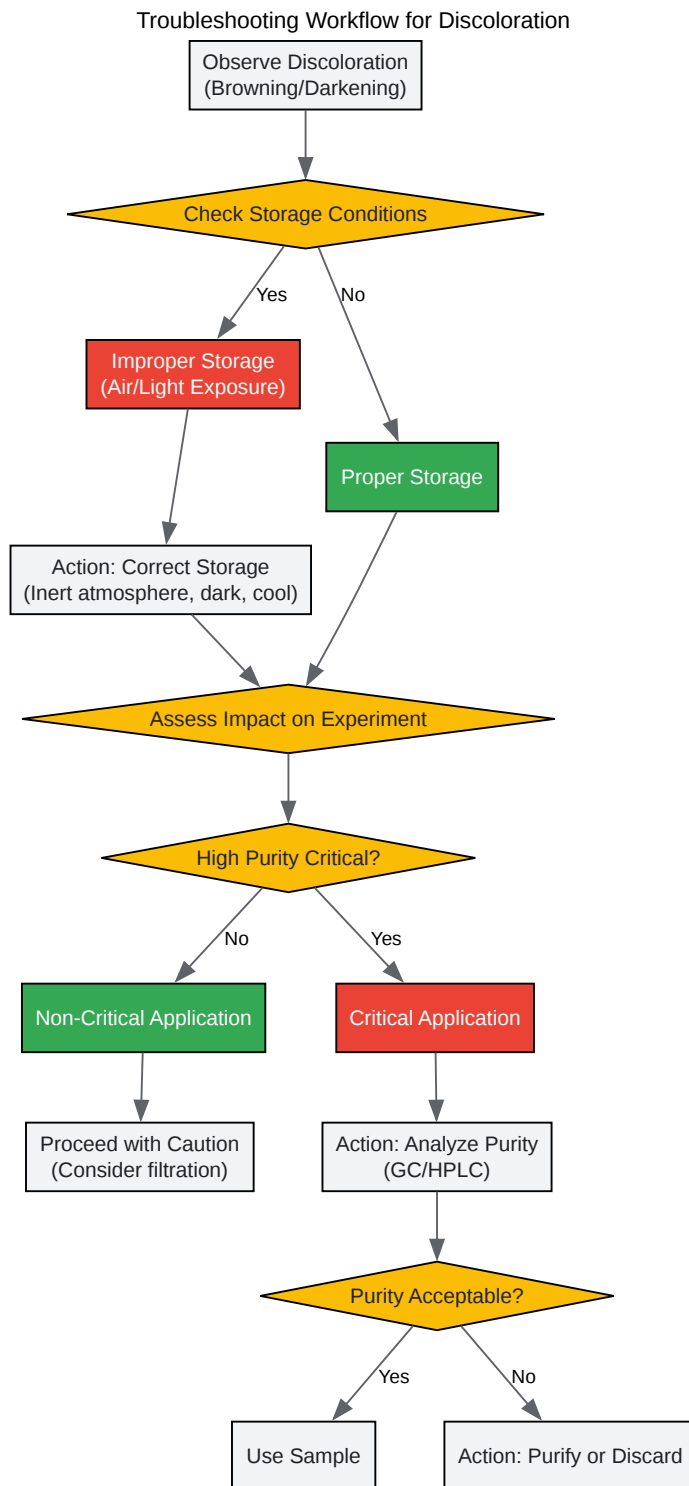 Troubleshooting Workflow for Discoloration
Observe Discoloration
(Browning/Darkening)
Check Storage Conditions
Yes
No
Improper Storage
(Air/Light Exposure)
Proper Storage
Action: Correct Storage
(Inert atmosphere, dark, cool)
Assess Impact on Experiment
High Purity Critical?
No
Yes
Non-Critical Application
Critical Application
Proceed with Caution
(Consider filtration)
Action: Analyze Purity
(GC/HPLC)
Purity Acceptable?
Yes
No
Use Sample
Action: Purify or Discard